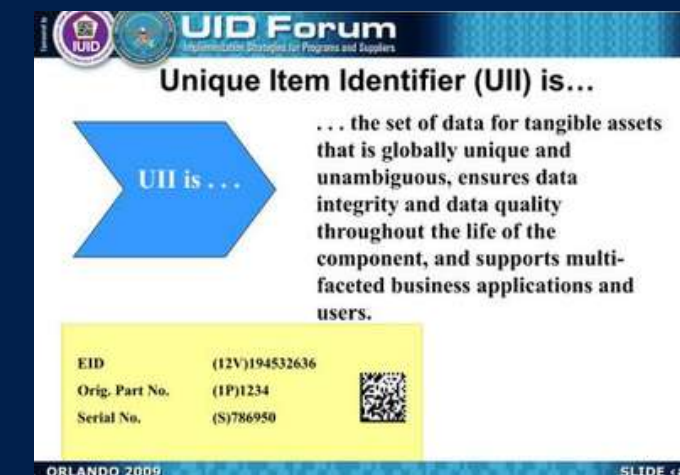 IUID
UID Forum
Implementation Strategies for Programs and Suppliers
Unique Item Identifier (UII) is…
UII is . . .
. . . the set of data for tangible assets
that is globally unique and
unambiguous, ensures data
integrity and data quality
throughout the life of the
component, and supports multi-
faceted business applications and
users.
EID (12V)194532636
Orig. Part No. (1P)1234
Serial No. (S)786950
ORLANDO 2009
SLIDE